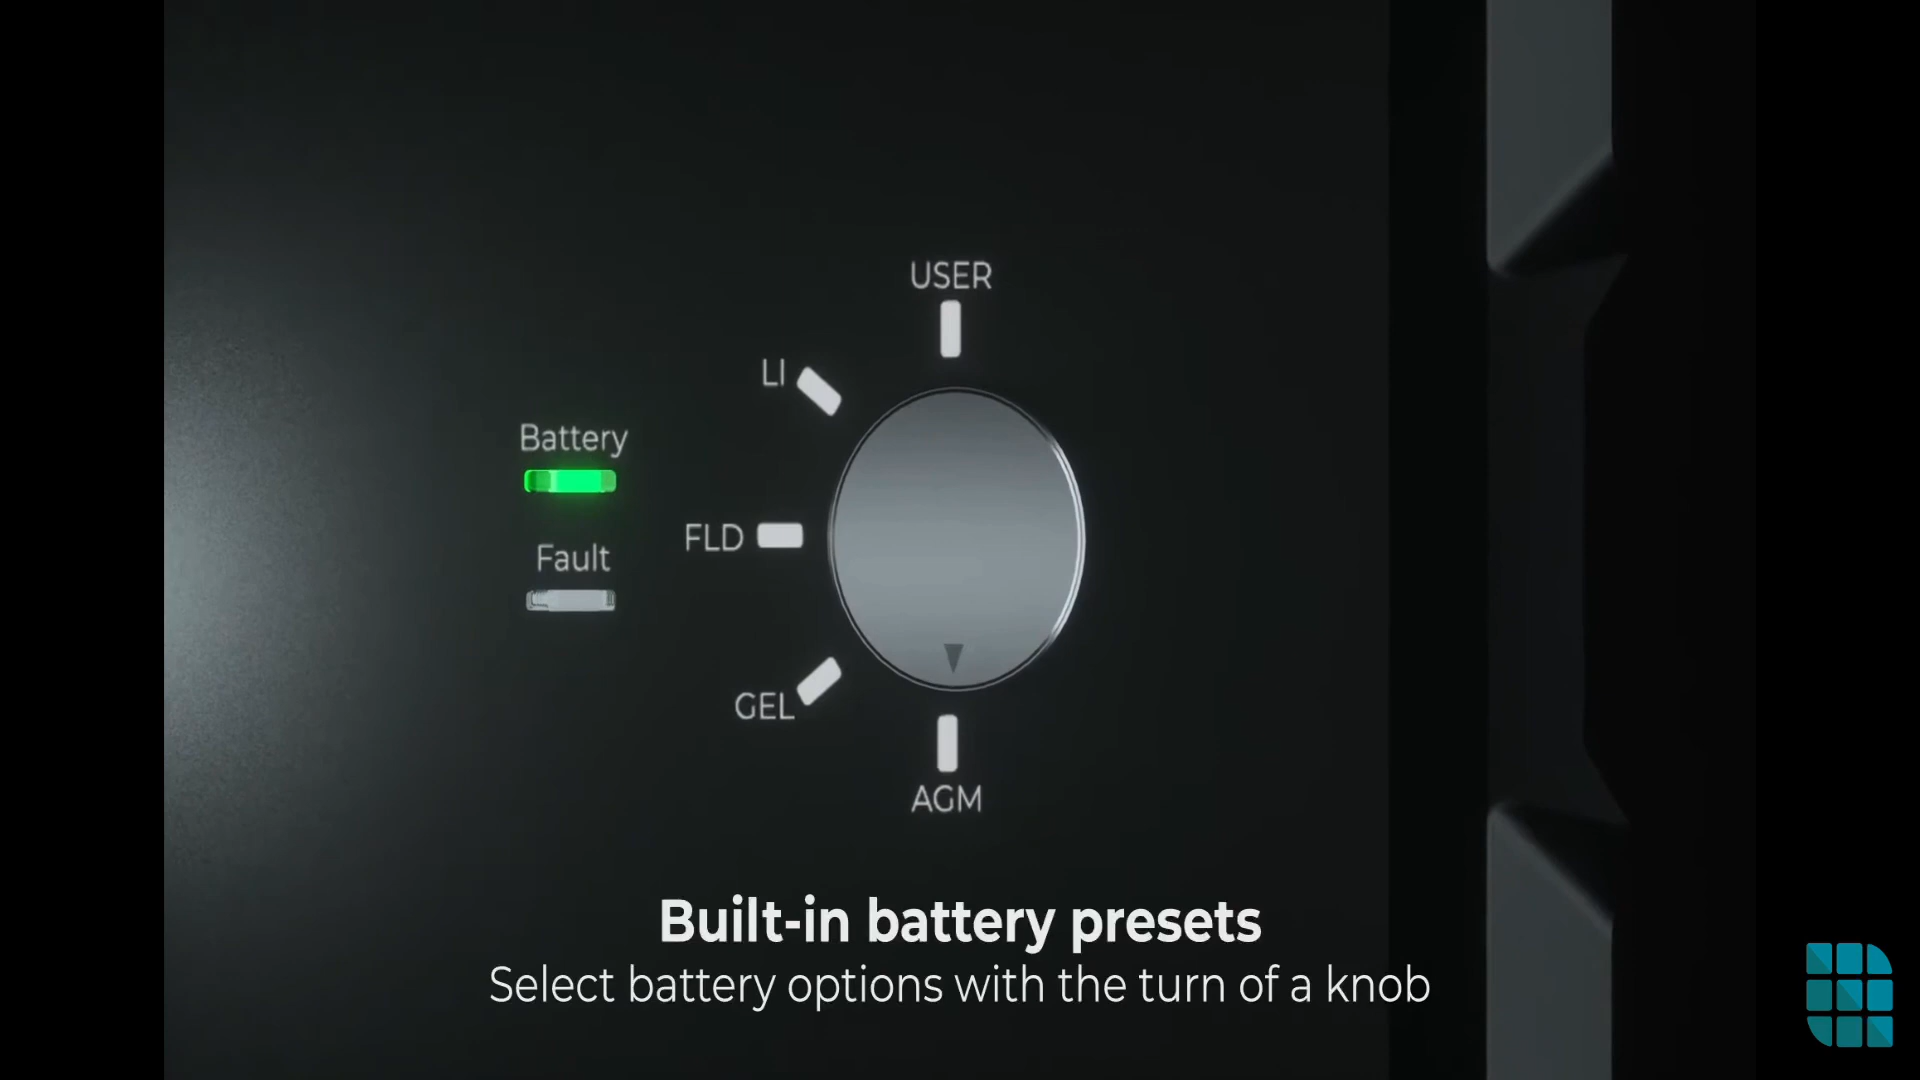 USER
LI
Battery
FLD
Fault
GEL
AGM
Built-in battery presets
Select battery options with the turn of a knob